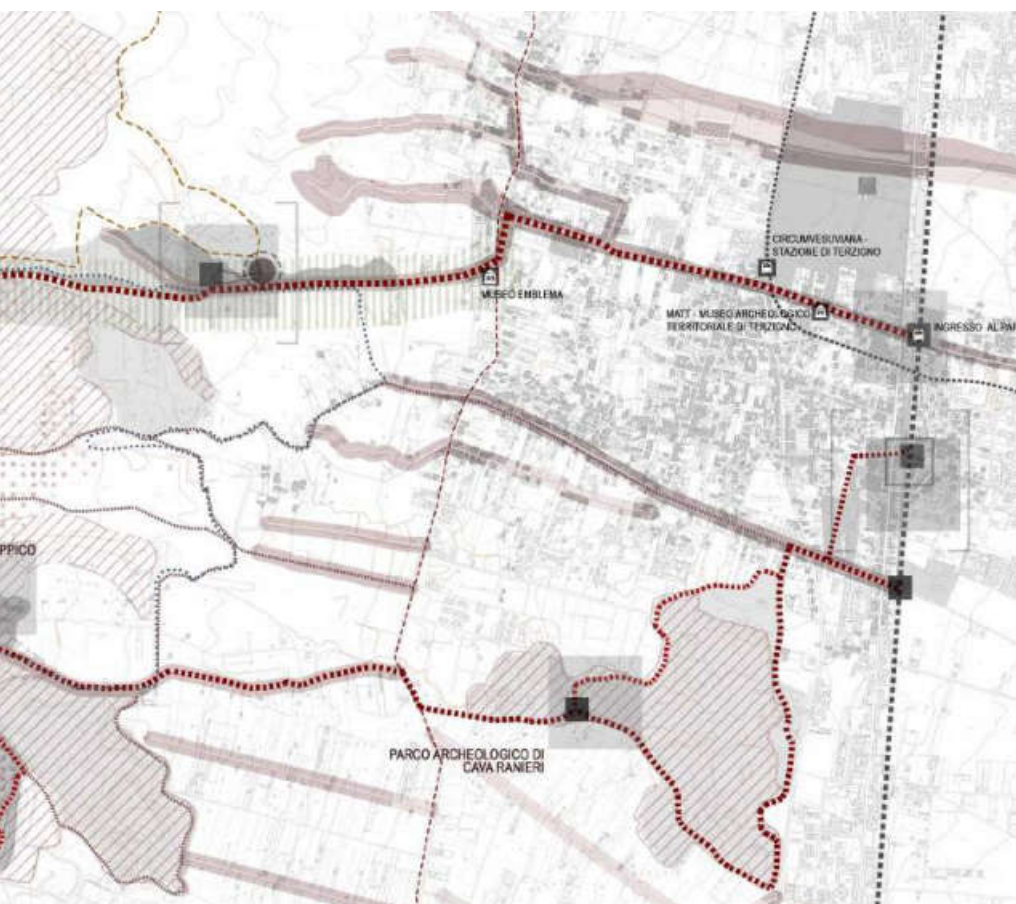 CIRCUMVESUVIANA -
STAZIONE DI TERZIGNO
MUSEO EMBLEMA
MATT - MUSEO ARCHEOLOGICO
TERRITORIALE DI TERZIGNO
INGRESSO AL PAR
PPICO
PARCO ARCHEOLOGICO DI
CAVA RANIERI